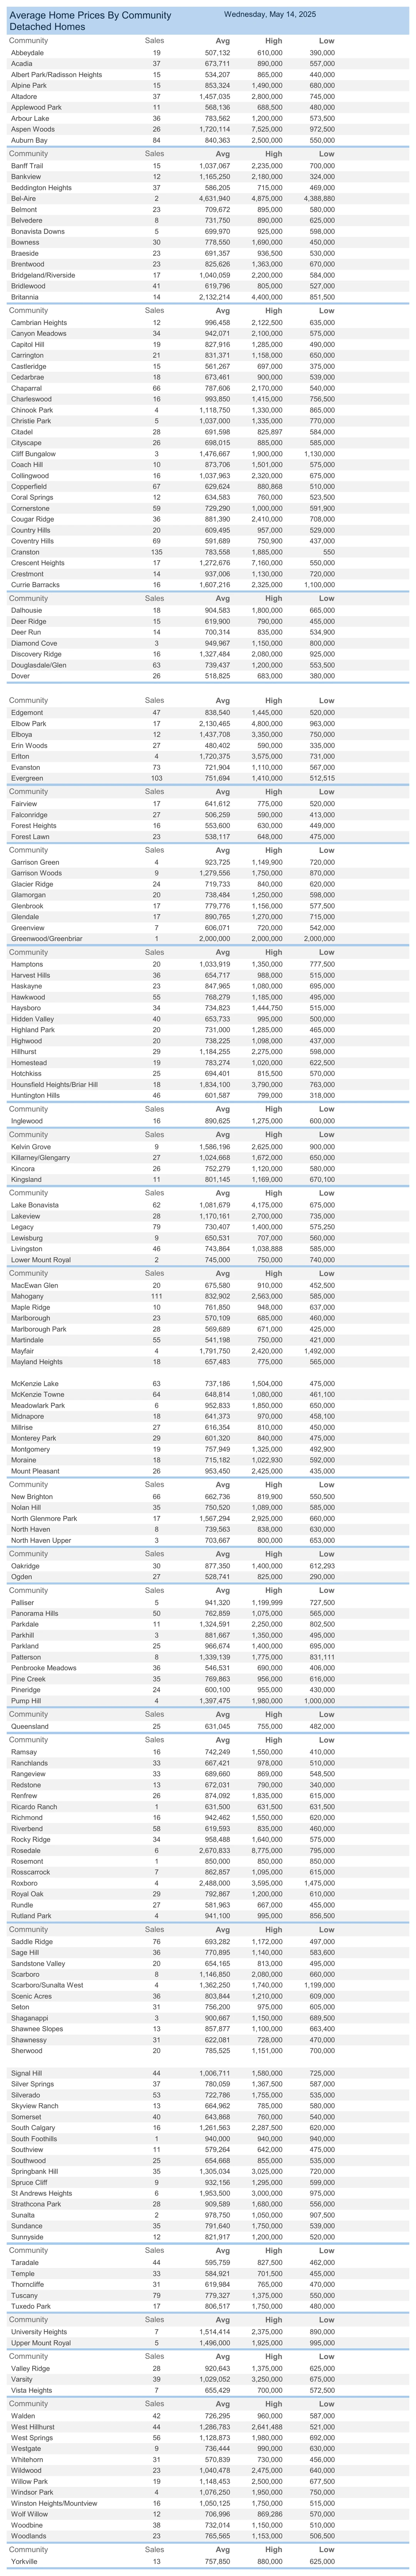 Average Home Prices By Community Wednesday, May 14, 2025
Detached Homes
Community Sales Avg High Low
Abbeydale 19 507,132 610,000 390,000
Acadia 37 673,711 890,000 557,000
Albert Park/Radisson Heights 15 534,207 865,000 440,000
Alpine Park 15 853,324 1,490,000 680,000
Altadore 37 1,457,035 2,800,000 745,000
Applewood Park 11 568,136 688,500 480,000
Arbour Lake 36 783,562 1,200,000 573,500
Aspen Woods 26 1,720,114 7,525,000 972,500
Auburn Bay 84 840,363 2,500,000 550,000
Community Sales Avg High Low
Banff Trail 15 1,037,067 2,235,000 700,000
Bankview 12 1,165,250 2,180,000 324,000
Beddington Heights 37 586,205 715,000 469,000
Bel-Aire 2 4,631,940 4,875,000 4,388,880
Belmont 23 709,672 895,000 580,000
Belvedere 8 731,750 890,000 625,000
Bonavista Downs 5 699,970 925,000 598,000
Bowness 30 778,550 1,690,000 450,000
Braeside 23 691,357 936,500 530,000
Brentwood 23 825,626 1,363,000 670,000
Bridgeland/Riverside 17 1,040,059 2,200,000 584,000
Bridlewood 41 619,796 805,000 527,000
Britannia 14 2,132,214 4,400,000 851,500
Community Sales Avg High Low
Cambrian Heights 12 996,458 2,122,500 635,000
Canyon Meadows 34 942,071 2,100,000 575,000
Capitol Hill 19 827,916 1,285,000 490,000
Carrington 21 831,371 1,158,000 650,000
Castleridge 15 561,267 697,000 375,000
Cedarbrae 18 673,461 900,000 539,000
Chaparral 66 787,606 2,170,000 540,000
Charleswood 16 993,850 1,415,000 756,500
Chinook Park 4 1,118,750 1,330,000 865,000
Christie Park 5 1,037,000 1,335,000 770,000
Citadel 28 691,598 825,897 584,000
Cityscape 26 698,015 885,000 585,000
Cliff Bungalow 3 1,476,667 1,900,000 1,130,000
Coach Hill 10 873,706 1,501,000 575,000
Collingwood 16 1,037,963 2,320,000 675,000
Copperfield 67 629,624 880,868 510,000
Coral Springs 12 634,583 760,000 523,500
Cornerstone 59 729,290 1,000,000 591,900
Cougar Ridge 36 881,390 2,410,000 708,000
Country Hills 20 609,495 957,000 529,000
Coventry Hills 69 591,689 750,900 437,000
Cranston 135 783,558 1,885,000 550
Crescent Heights 17 1,272,676 7,160,000 550,000
Crestmont 14 937,006 1,130,000 720,000
Currie Barracks 16 1,607,216 2,325,000 1,100,000
Community Sales Avg High Low
Dalhousie 18 904,583 1,800,000 665,000
Deer Ridge 15 619,900 790,000 455,000
Deer Run 14 700,314 835,000 534,900
Diamond Cove 3 949,967 1,150,000 800,000
Discovery Ridge 16 1,327,484 2,080,000 925,000
Douglasdale/Glen 63 739,437 1,200,000 553,500
Dover 26 518,825 683,000 380,000
Community Sales Avg High Low
Edgemont 47 838,540 1,445,000 520,000
Elbow Park 17 2,130,465 4,800,000 963,000
Elboya 12 1,437,708 3,350,000 750,000
Erin Woods 27 480,402 590,000 335,000
Erlton 4 1,720,375 3,575,000 731,000
Evanston 73 721,904 1,110,000 567,000
Evergreen 103 751,694 1,410,000 512,515
Community Sales Avg High Low
Fairview 17 641,612 775,000 520,000
Falconridge 27 506,259 590,000 413,000
Forest Heights 16 553,600 630,000 449,000
Forest Lawn 23 538,117 648,000 475,000
Community Sales Avg High Low
Garrison Green 4 923,725 1,149,900 720,000
Garrison Woods 9 1,279,556 1,750,000 870,000
Glacier Ridge 24 719,733 840,000 620,000
Glamorgan 20 738,484 1,250,000 598,000
Glenbrook 17 779,776 1,156,000 577,500
Glendale 17 890,765 1,270,000 715,000
Greenview 7 606,071 720,000 542,000
Greenwood/Greenbriar 1 2,000,000 2,000,000 2,000,000
Community Sales Avg High Low
Hamptons 20 1,033,919 1,350,000 777,500
Harvest Hills 36 654,717 988,000 515,000
Haskayne 23 847,965 1,080,000 695,000
Hawkwood 55 768,279 1,185,000 495,000
Haysboro 34 734,823 1,444,750 515,000
Hidden Valley 40 653,733 995,000 500,000
Highland Park 20 731,000 1,285,000 465,000
Highwood 20 738,225 1,098,000 437,000
Hillhurst 29 1,184,255 2,275,000 598,000
Homestead 19 783,274 1,020,000 622,500
Hotchkiss 25 694,401 815,500 570,000
Hounsfield Heights/Briar Hill 18 1,834,100 3,790,000 763,000
Huntington Hills 46 601,587 799,000 318,000
Community Sales Avg High Low
Inglewood 16 890,625 1,275,000 600,000
Community Sales Avg High Low
Kelvin Grove 9 1,586,196 2,625,000 900,000
Killarney/Glengarry 27 1,024,668 1,672,000 650,000
Kincora 26 752,279 1,120,000 580,000
Kingsland 11 801,145 1,169,000 670,100
Community Sales Avg High Low
Lake Bonavista 62 1,081,679 4,175,000 675,000
Lakeview 28 1,170,161 2,700,000 735,000
Legacy 79 730,407 1,400,000 575,250
Lewisburg 9 650,531 707,000 560,000
Livingston 46 743,864 1,038,888 585,000
Lower Mount Royal 2 745,000 750,000 740,000
Community Sales Avg High Low
MacEwan Glen 20 675,580 910,000 452,500
Mahogany 111 832,902 2,563,000 585,000
Maple Ridge 10 761,850 948,000 637,000
Marlborough 23 570,109 685,000 460,000
Marlborough Park 28 569,689 671,000 425,000
Martindale 55 541,198 750,000 421,000
Mayfair 4 1,791,750 2,420,000 1,492,000
Mayland Heights 18 657,483 775,000 565,000
McKenzie Lake 63 737,186 1,504,000 475,000
McKenzie Towne 64 648,814 1,080,000 461,100
Meadowlark Park 6 952,833 1,850,000 650,000
Midnapore 18 641,373 970,000 458,100
Millrise 27 616,354 810,000 450,000
Monterey Park 29 601,320 840,000 475,000
Montgomery 19 757,949 1,325,000 492,900
Moraine 18 715,182 1,022,930 592,000
Mount Pleasant 26 953,450 2,425,000 435,000
Community Sales Avg High Low
New Brighton 66 662,736 819,900 550,500
Nolan Hill 35 750,520 1,089,000 585,000
North Glenmore Park 17 1,567,294 2,925,000 660,000
North Haven 8 739,563 838,000 630,000
North Haven Upper 3 703,667 800,000 653,000
Community Sales Avg High Low
Oakridge 30 877,350 1,400,000 612,293
Ogden 27 528,741 825,000 290,000
Community Sales Avg High Low
Palliser 5 941,320 1,199,999 727,500
Panorama Hills 50 762,859 1,075,000 565,000
Parkdale 11 1,324,591 2,250,000 802,500
Parkhill 3 881,667 1,350,000 495,000
Parkland 25 966,674 1,400,000 695,000
Patterson 8 1,339,139 1,775,000 831,111
Penbrooke Meadows 36 546,531 690,000 406,000
Pine Creek 35 769,863 956,000 616,000
Pineridge 24 600,100 955,000 430,000
Pump Hill 4 1,397,475 1,980,000 1,000,000
Community Sales Avg High Low
Queensland 25 631,045 755,000 482,000
Community Sales Avg High Low
Ramsay 16 742,249 1,550,000 410,000
Ranchlands 33 667,421 978,000 510,000
Rangeview 33 689,660 869,000 548,500
Redstone 13 672,031 790,000 340,000
Renfrew 26 874,092 1,835,000 615,000
Ricardo Ranch 1 631,500 631,500 631,500
Richmond 16 942,462 1,550,000 620,000
Riverbend 58 619,593 835,000 460,000
Rocky Ridge 34 958,488 1,640,000 575,000
Rosedale 6 2,670,833 8,775,000 795,000
Rosemont 1 850,000 850,000 850,000
Rosscarrock 7 862,857 1,095,000 615,000
Roxboro 4 2,488,000 3,595,000 1,475,000
Royal Oak 29 792,867 1,200,000 610,000
Rundle 27 581,963 667,000 455,000
Rutland Park 4 941,100 995,000 856,500
Community Sales Avg High Low
Saddle Ridge 76 693,282 1,172,000 497,000
Sage Hill 36 770,895 1,140,000 583,600
Sandstone Valley 20 654,165 813,000 495,000
Scarboro 8 1,146,850 2,080,000 660,000
Scarboro/Sunalta West 4 1,362,250 1,740,000 1,199,000
Scenic Acres 36 803,844 1,210,000 609,000
Seton 31 756,200 975,000 605,000
Shaganappi 3 900,667 1,150,000 689,500
Shawnee Slopes 13 857,877 1,100,000 663,400
Shawnessy 31 622,081 728,000 470,000
Sherwood 20 785,525 1,151,000 700,000
Signal Hill 44 1,006,711 1,580,000 725,000
Silver Springs 37 780,059 1,367,500 587,000
Silverado 53 722,786 1,755,000 535,000
Skyview Ranch 13 664,962 785,000 580,000
Somerset 40 643,868 760,000 540,000
South Calgary 16 1,261,563 2,287,500 620,000
South Foothills 1 940,000 940,000 940,000
Southview 11 579,264 642,000 475,000
Southwood 25 654,668 855,000 535,000
Springbank Hill 47 1,305,034 3,025,000 720,000
Spruce Cliff 9 932,156 1,295,000 599,000
St Andrews Heights 6 1,953,500 3,000,000 975,000
Strathcona Park 28 909,589 1,680,000 556,000
Sunalta 2 978,750 1,050,000 907,500
Sundance 35 791,640 1,750,000 539,000
Sunnyside 12 821,917 1,200,000 520,000
Community Sales Avg High Low
Taradale 44 595,759 827,500 462,000
Temple 33 584,921 701,500 455,000
Thorncliffe 31 619,984 765,000 470,000
Tuscany 79 779,327 1,375,000 550,000
Tuxedo Park 17 806,517 1,750,000 480,000
Community Sales Avg High Low
University Heights 7 1,514,414 2,375,000 890,000
Upper Mount Royal 5 1,496,000 1,925,000 995,000
Community Sales Avg High Low
Valley Ridge 28 920,643 1,375,000 625,000
Varsity 39 1,029,052 3,250,000 675,000
Vista Heights 7 655,429 700,000 572,500
Community Sales Avg High Low
Walden 42 726,295 960,000 587,000
West Hillhurst 44 1,286,783 2,641,488 521,000
West Springs 56 1,128,873 1,980,000 692,000
Westgate 9 736,444 990,000 630,000
Whitehorn 31 570,839 730,000 456,000
Wildwood 23 1,040,478 2,475,000 640,000
Willow Park 19 1,148,453 2,500,000 677,500
Windsor Park 4 1,076,250 1,950,000 750,000
Winston Heights/Mountview 16 1,050,125 1,750,000 515,000
Wolf Willow 12 706,996 869,286 570,000
Woodbine 38 732,014 1,150,000 510,000
Woodlands 23 765,565 1,153,000 506,500
Community Sales Avg High Low
Yorkville 13 757,850 880,000 625,000